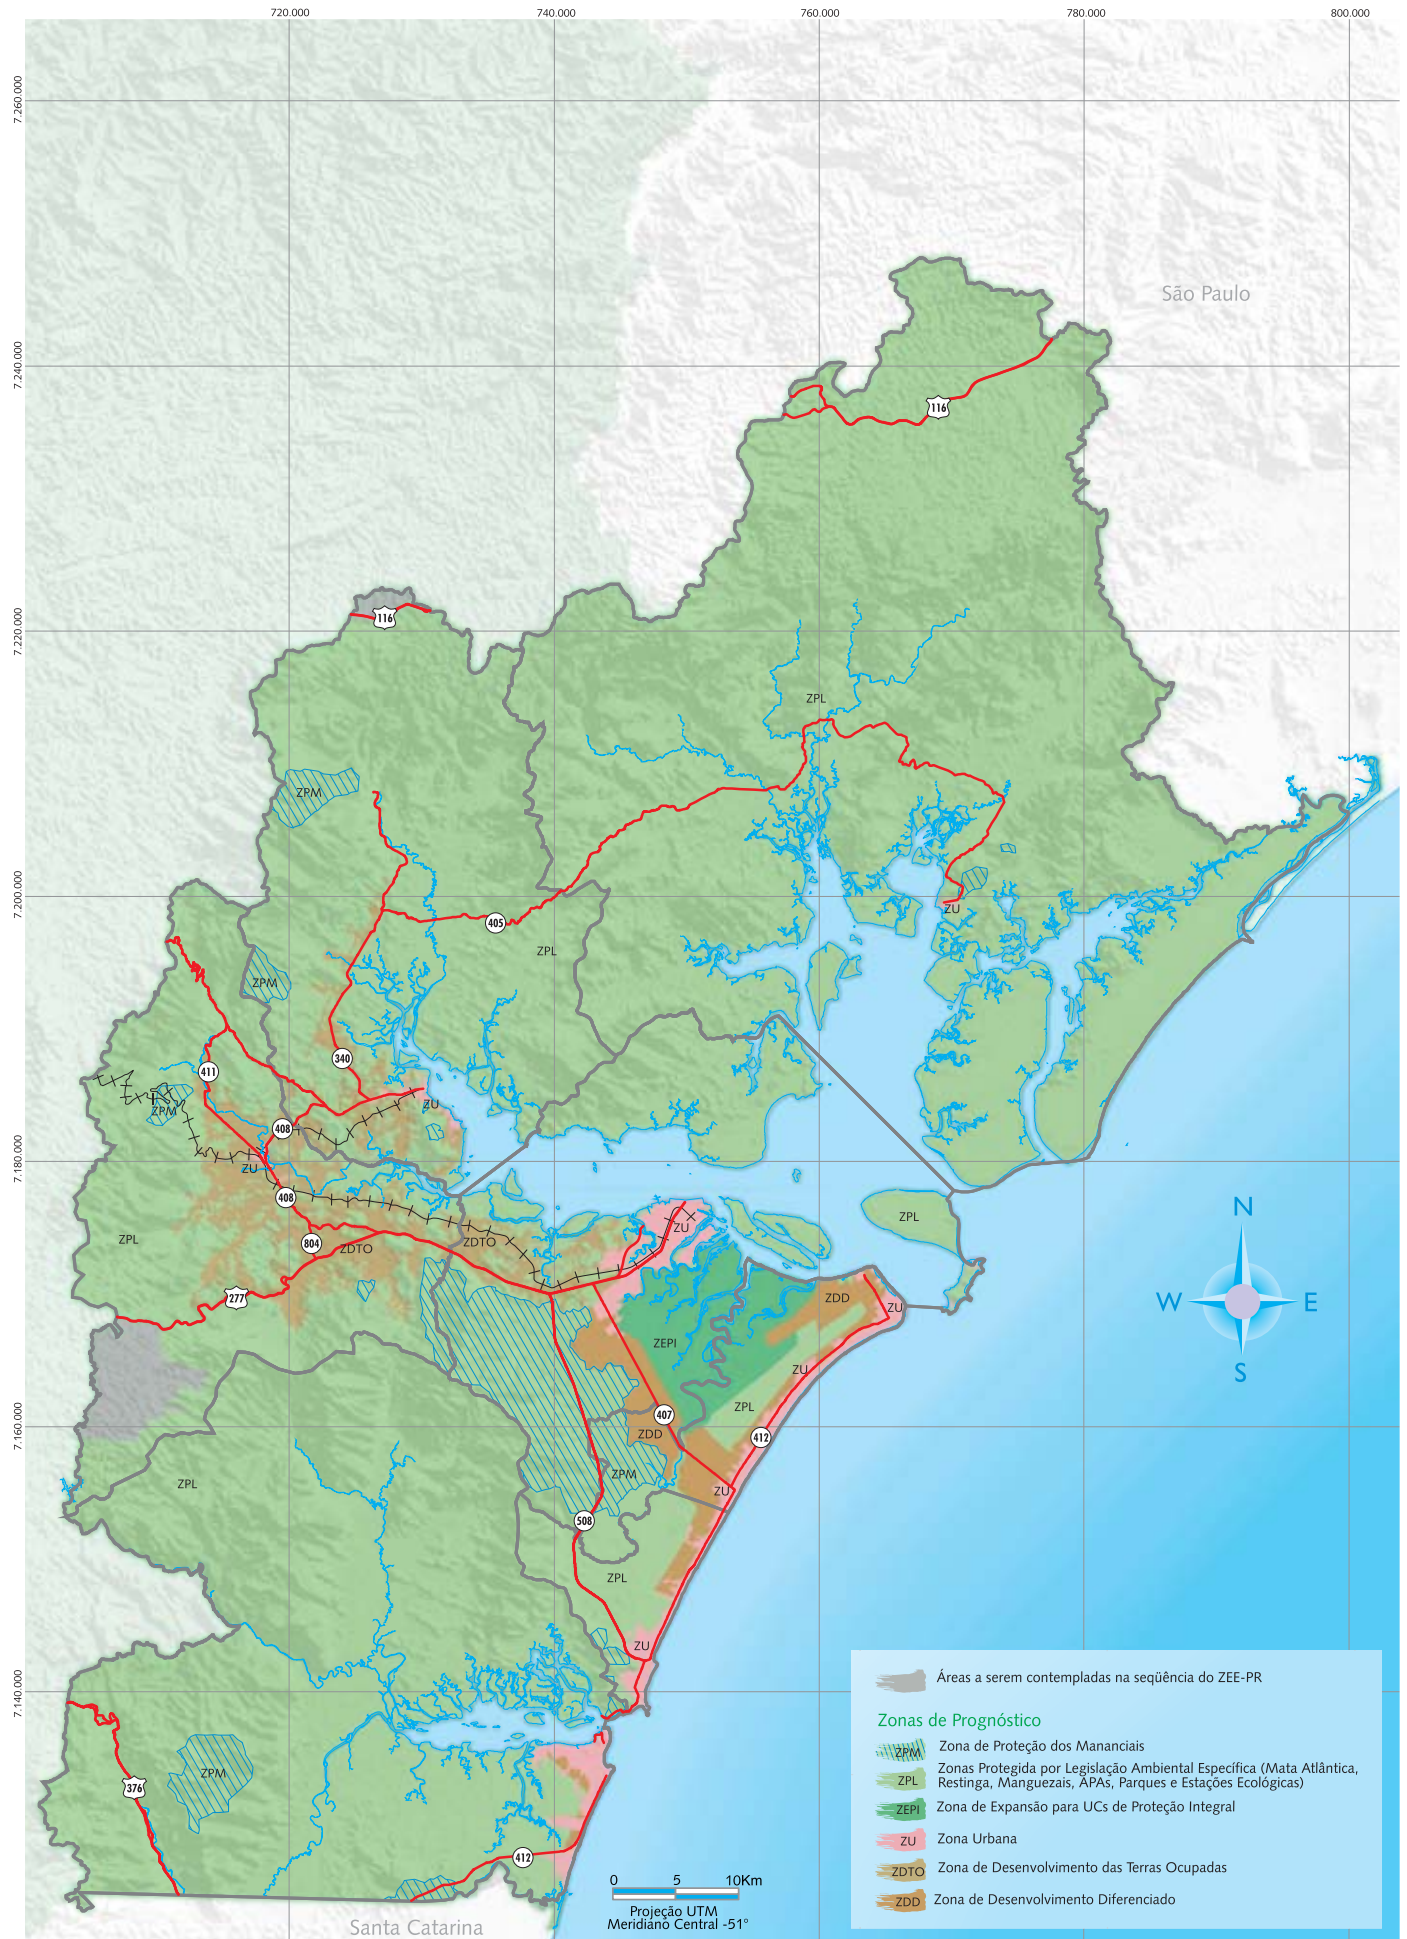 720.000 740.000 760.000 780.000 800.000
7.260.000
São Paulo
7.240.000
116
7.220.000
116
ZPL
ZPM
7.200.000
ZU
405
ZPL
ZPM
340
411
ZPM
ZU
408
7.180.000
ZU
408
ZPL
ZU
ZPL
804
ZDTO
ZDTO
277
ZDD
ZU
ZEPI
ZU
ZPL
407
7.160.000
ZDD
412
ZPM
ZPL
ZU
508
ZPL
ZU
7.140.000
ZPM
376
412
N
W E
S
Áreas a serem contempladas na seqüência do ZEE-PR
Zonas de Prognóstico
ZPM Zona de Proteção dos Mananciais
ZPL Zonas Protegida por Legislação Ambiental Específica (Mata Atlântica,
Restinga, Manguezais, APAs, Parques e Estações Ecológicas)
ZEPI Zona de Expansão para UCs de Proteção Integral
ZU Zona Urbana
ZDTO Zona de Desenvolvimento das Terras Ocupadas
ZDD Zona de Desenvolvimento Diferenciado
0 5 10Km
Projeção UTM
Meridiano Central -51°
Santa Catarina